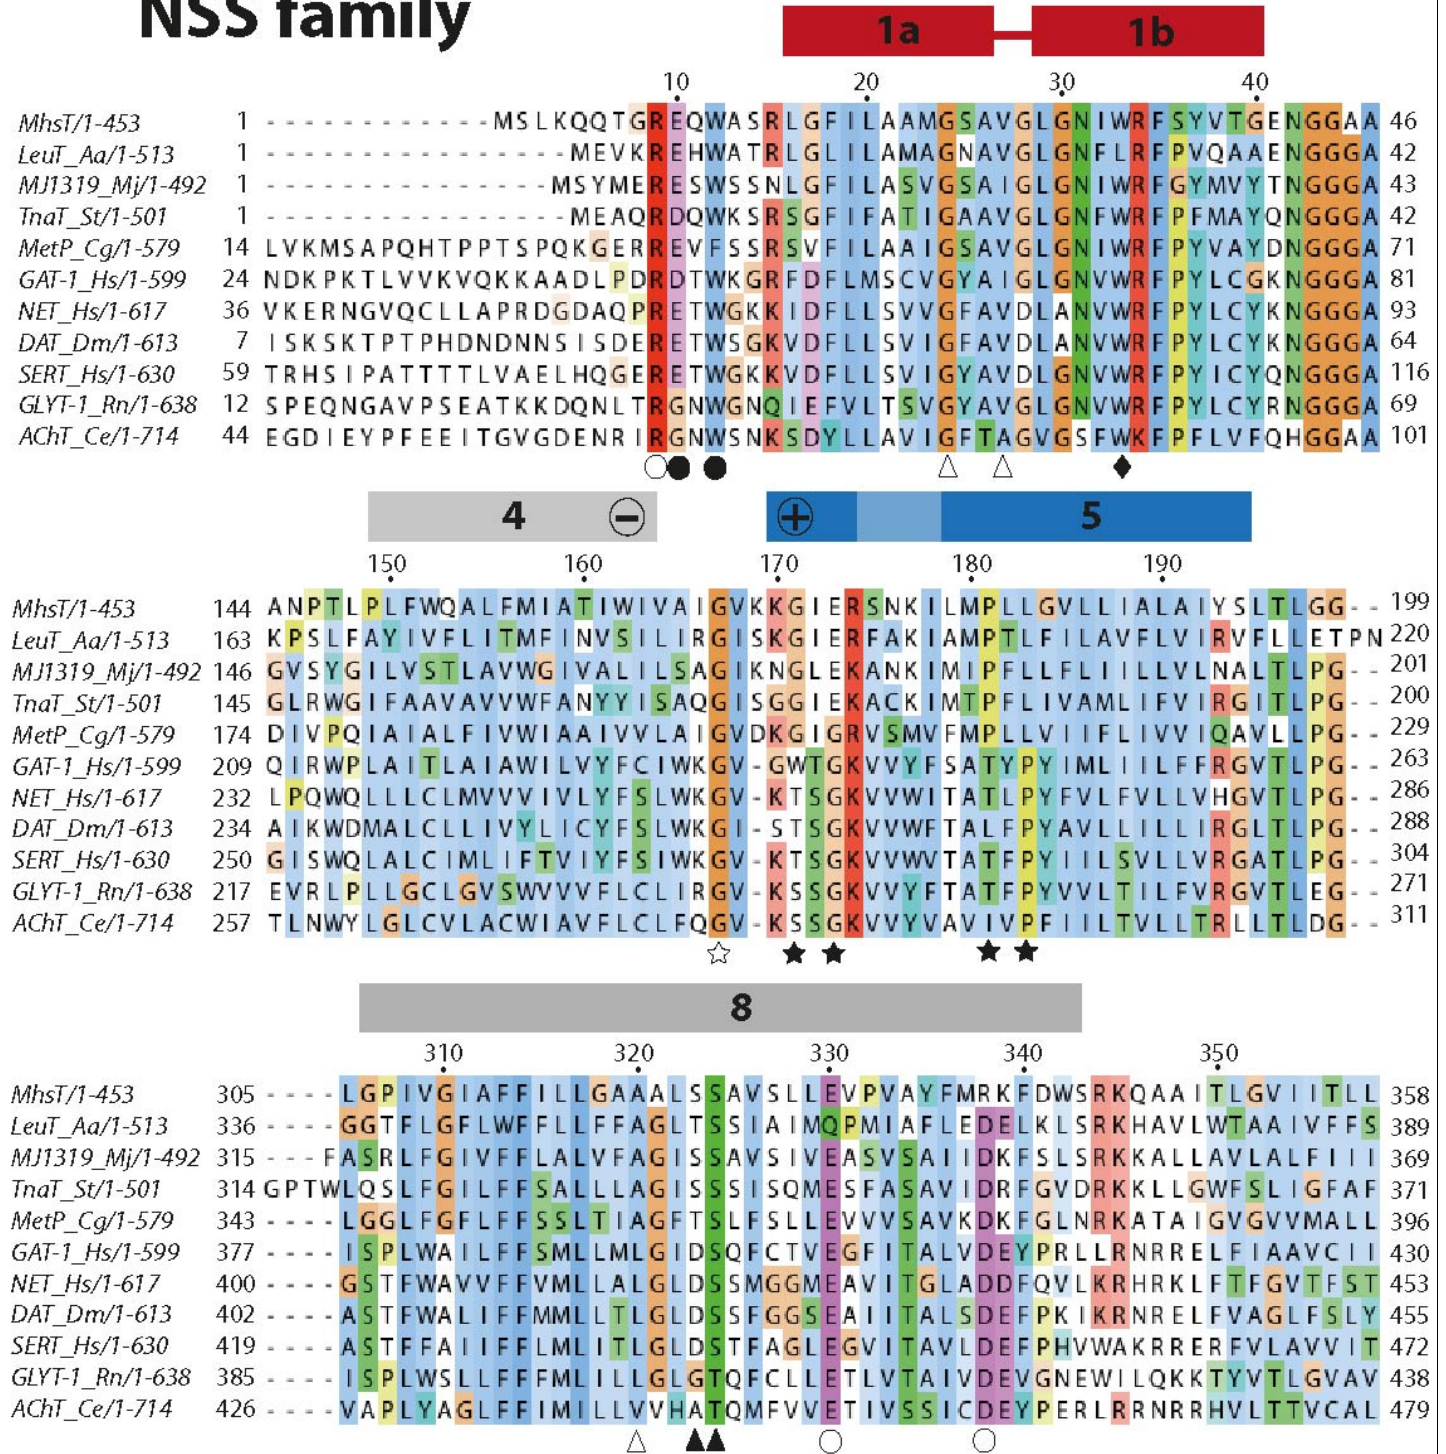 NSS family
1a 1b
10 20 30 40
MhsT/1-453 1 ------------MSLKQQTGREQWASRLGFILAAMGSAVGLGNIWRFSYVTGENGGAA 46
LeuT_Aa/1-513 1 ----------------MEVKREHWATRLGLILAMAGNAVGLGNFLRFPVQAAENGGGA 42
MJ1319_Mj/1-492 1 ---------------MSYMERESWSSNLGFILASVGSAIGLGNIWRFGYMVYTNGGGA 43
TnaT_St/1-501 1 ----------------MEAQRDQWKSRSGFIFATIGAAVGLGNFWRFPFMAYQNGGGA 42
MetP_Cg/1-579 14 LVKMSAPQHTPPTSPQKGERREVFSSRSVFILAAIGSAVGLGNIWRFPYVAYDNGGGA 71
GAT-1_Hs/1-599 24 NDKPKTLVVKVQKKAADLPDRDTWKGRFDFLMSCVGYAIGLGNVWRFPYLCGKNGGGA 81
NET_Hs/1-617 36 VKERNGVQCLLAPRDGDAQPRETWGKKIDFLLSVVGFAVDLANVWRFPYLCYKNGGGA 93
DAT_Dm/1-613 7 ISKSKTPTPHDNDNNSISDERETWSGKVDFLLSVIGFAVDLANVWRFPYLCYKNGGGA 64
SERT_Hs/1-630 59 TRHSIPATTTTLVAELHQGERETWGKKVDFLLSVIGYAVDLGNVWRFPYICYQNGGGA 116
GLYT-1_Rn/1-638 12 SPEQNGAVPSEATKKDQNLTRGNWGNQIEFVLTSVGYAVGLGNVWRFPYLCYRNGGGA 69
AChT_Ce/1-714 44 EGDIEYPFEEITGVGDENRIRGNWSNKSDYLLAVIGFTAGVGSFWKFPFLVFQHGGAA 101
4 − + 5
150 160 170 180 190
MhsT/1-453 144 ANPTLPLFWQALFMIATIWIVAIGVKKGIERSNKILMPLLGVLLIALAIYSLTLGG-- 199
LeuT_Aa/1-513 163 KPSLFAYIVFLITMFINVSILIRGISKGIERFAKIAMPTLFILAVFLVIRVFLLETPN 220
MJ1319_Mj/1-492 146 GVSYGILVSTLAVWGIVALILSAGIKNGLEKANKIMIPFLLFLIILLVLNALTLPG-- 201
TnaT_St/1-501 145 GLRWGIFAAVAVVWFANYYISAQGISGGIEKACKIMTPFLIVAMLIFVIRGITLPG-- 200
MetP_Cg/1-579 174 DIVPQIAIALFIVWIAAIVVLAIGVDKGIGRVSMVFMPLLVIIFLIVVIQAVLLPG-- 229
GAT-1_Hs/1-599 209 QIRWPLAITLAIAWILVYFCIWKGV-GWTGKVVYFSATYPYIMLIILFFRGVTLPG-- 263
NET_Hs/1-617 232 LPQWQLLLCLMVVVIVLYFSLWKGV-KTSGKVVWITATLPYFVLFVLLVHGVTLPG-- 286
DAT_Dm/1-613 234 AIKWDMALCLLIVYLICYFSLWKGI-STSGKVVWFTALFPYAVLLILLIRGLTLPG-- 288
SERT_Hs/1-630 250 GISWQLALCIMLIFTVIYFSIWKGV-KTSGKVVWVTATFPYIILSVLLVRGATLPG-- 304
GLYT-1_Rn/1-638 217 EVRLPLLGCLGVSWVVVFLCLIRGV-KSSGKVVYFTATFPYVVLTILFVRGVTLEG-- 271
AChT_Ce/1-714 257 TLNWYLGLCVLACWIAVFLCLFQGV-KSSGKVVYVAVIVPFIILTVLLTRLLTLDG-- 311
8
310 320 330 340 350
MhsT/1-453 305 ----LGPIVGIAFFILLGAAALSSAVSLLEVPVAYFMRKFDWSRKQAAITLGVIITLL 358
LeuT_Aa/1-513 336 ----GGTFLGFLWFFLLFFAGLTSSIAIMQPMIAFLEDELKLSRKHAVLWTAAIVFFS 389
MJ1319_Mj/1-492 315 ---FASRLFGIVFFLALVFAGISSAVSIVEASVSAIIDKFSLSRKKALLAVLALFIII 369
TnaT_St/1-501 314 GPTWLQSLFGILFFSALLLAGISSSISQMESFASAVIDRFGVDRKKLLGWFSLIGFAF 371
MetP_Cg/1-579 343 ----LGGLFGFLFFSSLTIAGFTSLFSLLEVVVSAVKDKFGLNRKATAIGVGVVMALL 396
GAT-1_Hs/1-599 377 ----ISPLWAILFFSMLLMLGIDSQFCTVEGFITALVDEYPRLLRNRRELFIAAVCII 430
NET_Hs/1-617 400 ----GSTFWAVVFFVMLLALGLDSSMGGMEAVITGLADDFQVLKRHRKLFTFGVTFST 453
DAT_Dm/1-613 402 ----ASTFWALIFFMMLLTLGLDSSFGGSEAIITALSDEFPKIKRNRELFVAGLFSLY 455
SERT_Hs/1-630 419 ----ASTFFAIIFFLMLITLGLDSTFAGLEGVITAVLDEFPHVWAKRRERFVLAVVIT 472
GLYT-1_Rn/1-638 385 ----ISPLWSLLFFFMLILLGLGTQFCLLETLVTAIVDEVGNEWILQKKTYVTLGVAV 438
AChT_Ce/1-714 426 ----VAPLYAGLFFIMILLVVHATQMFVVETIVSSICDEYPERLRRNRRHVLTTVCAL 479